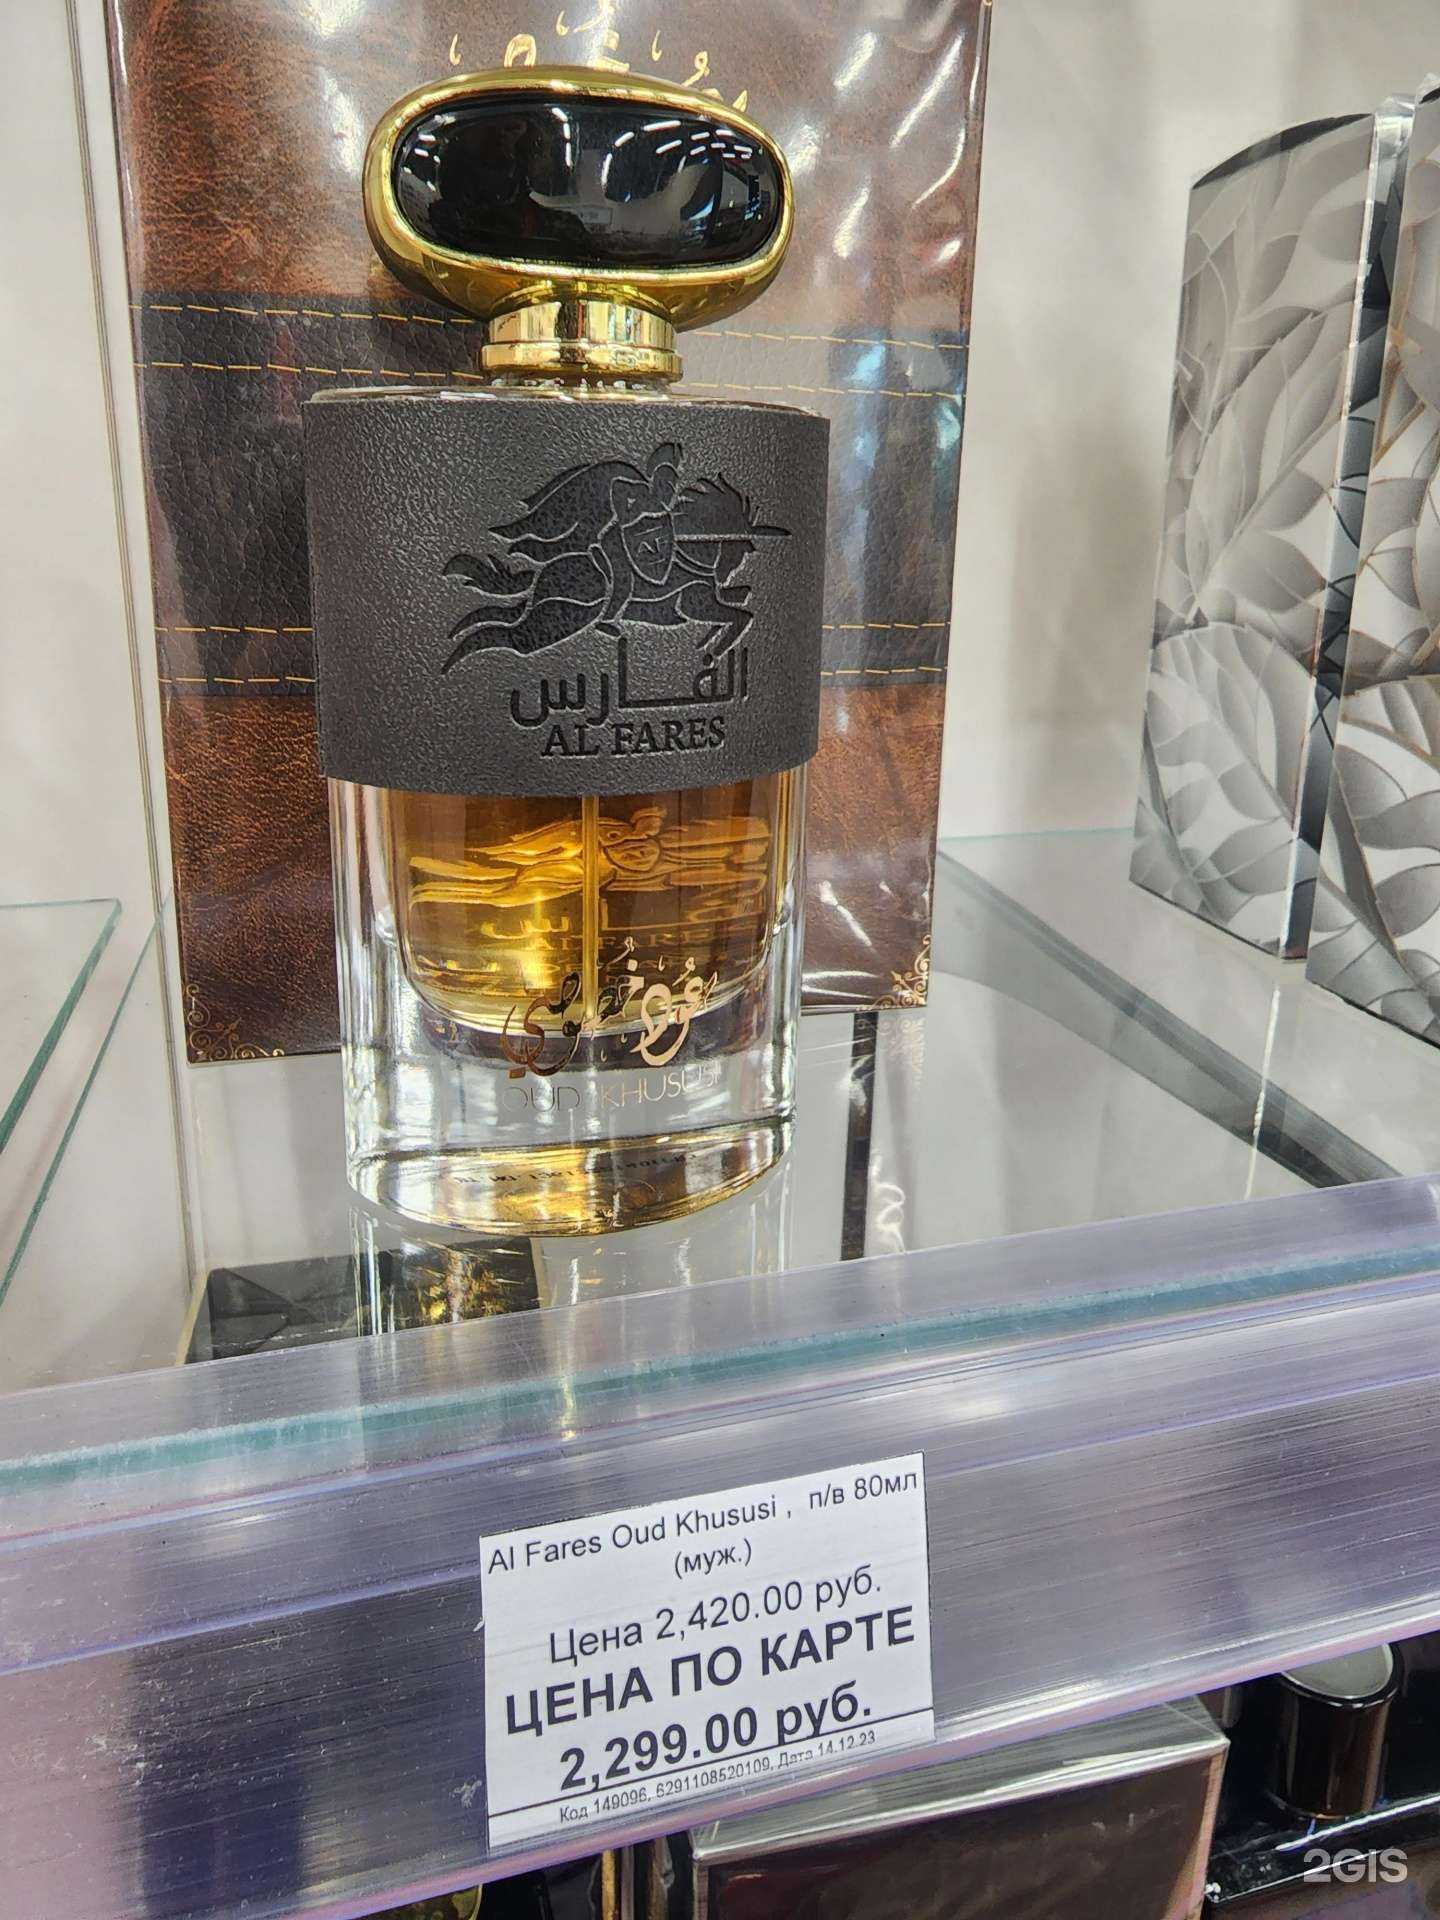 AF
الفارس
AL FARES
عود خصوصي
OUD KHUSUSI
Al Fares Oud Khususi , п/в 80мл
(муж.)
Цена 2,420.00 руб.
ЦЕНА ПО КАРТЕ
2,299.00 руб.
Код 149096, 6291108520109, Дата 14.12.23
2GIS